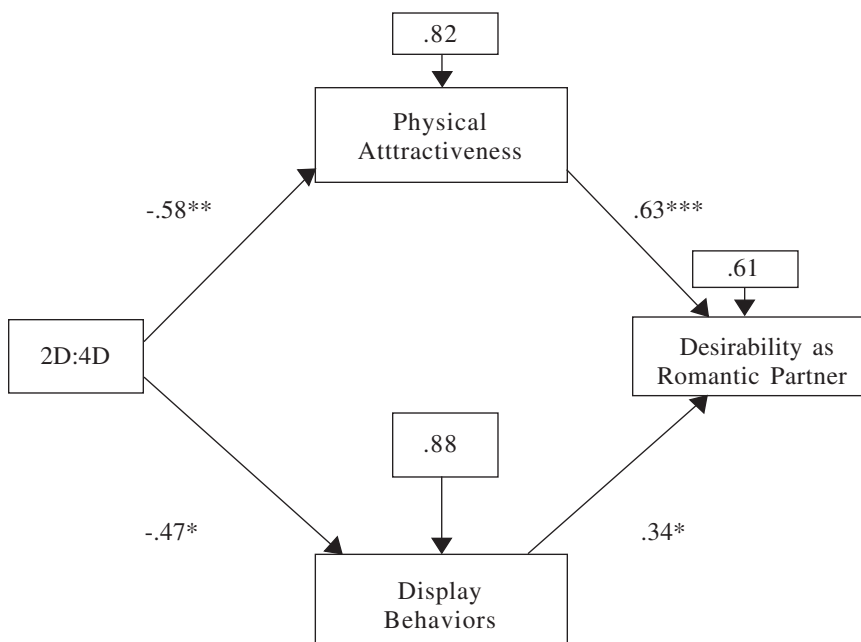 .82
Physical
Atttractiveness
-.58**
.63***
.61
2D:4D
Desirability as
Romantic Partner
.88
-.47*
.34*
Display
Behaviors